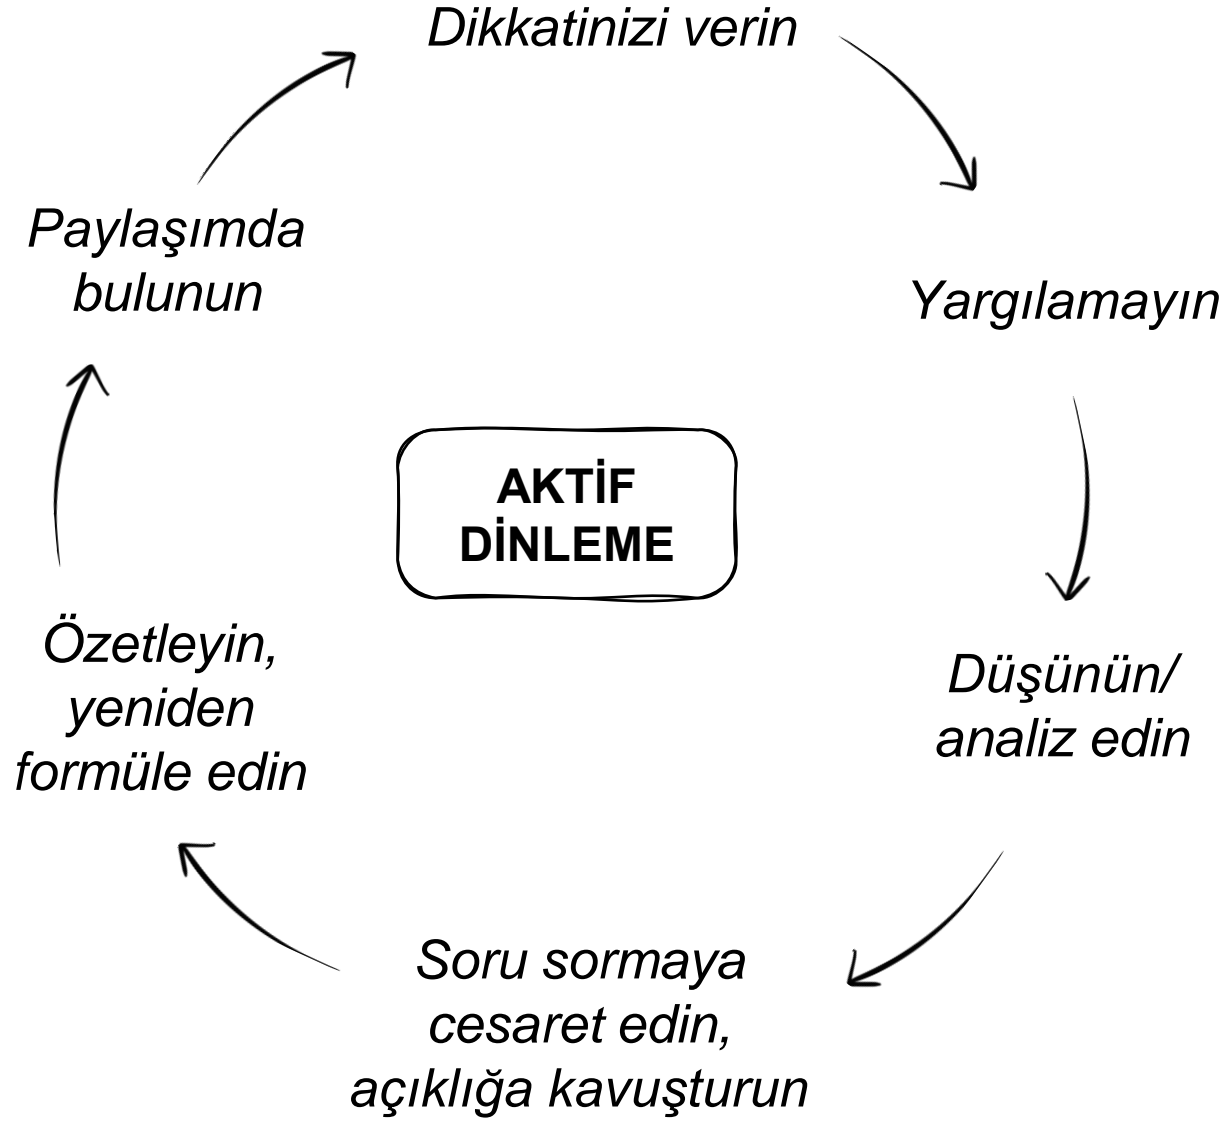 Dikkatinizi verin
Yargılamayın
Düşünün/
analiz edin
Soru sormaya
cesaret edin,
açıklığa kavuşturun
Özetleyin,
yeniden
formüle edin
Paylaşımda
bulunun
AKTİF
DİNLEME